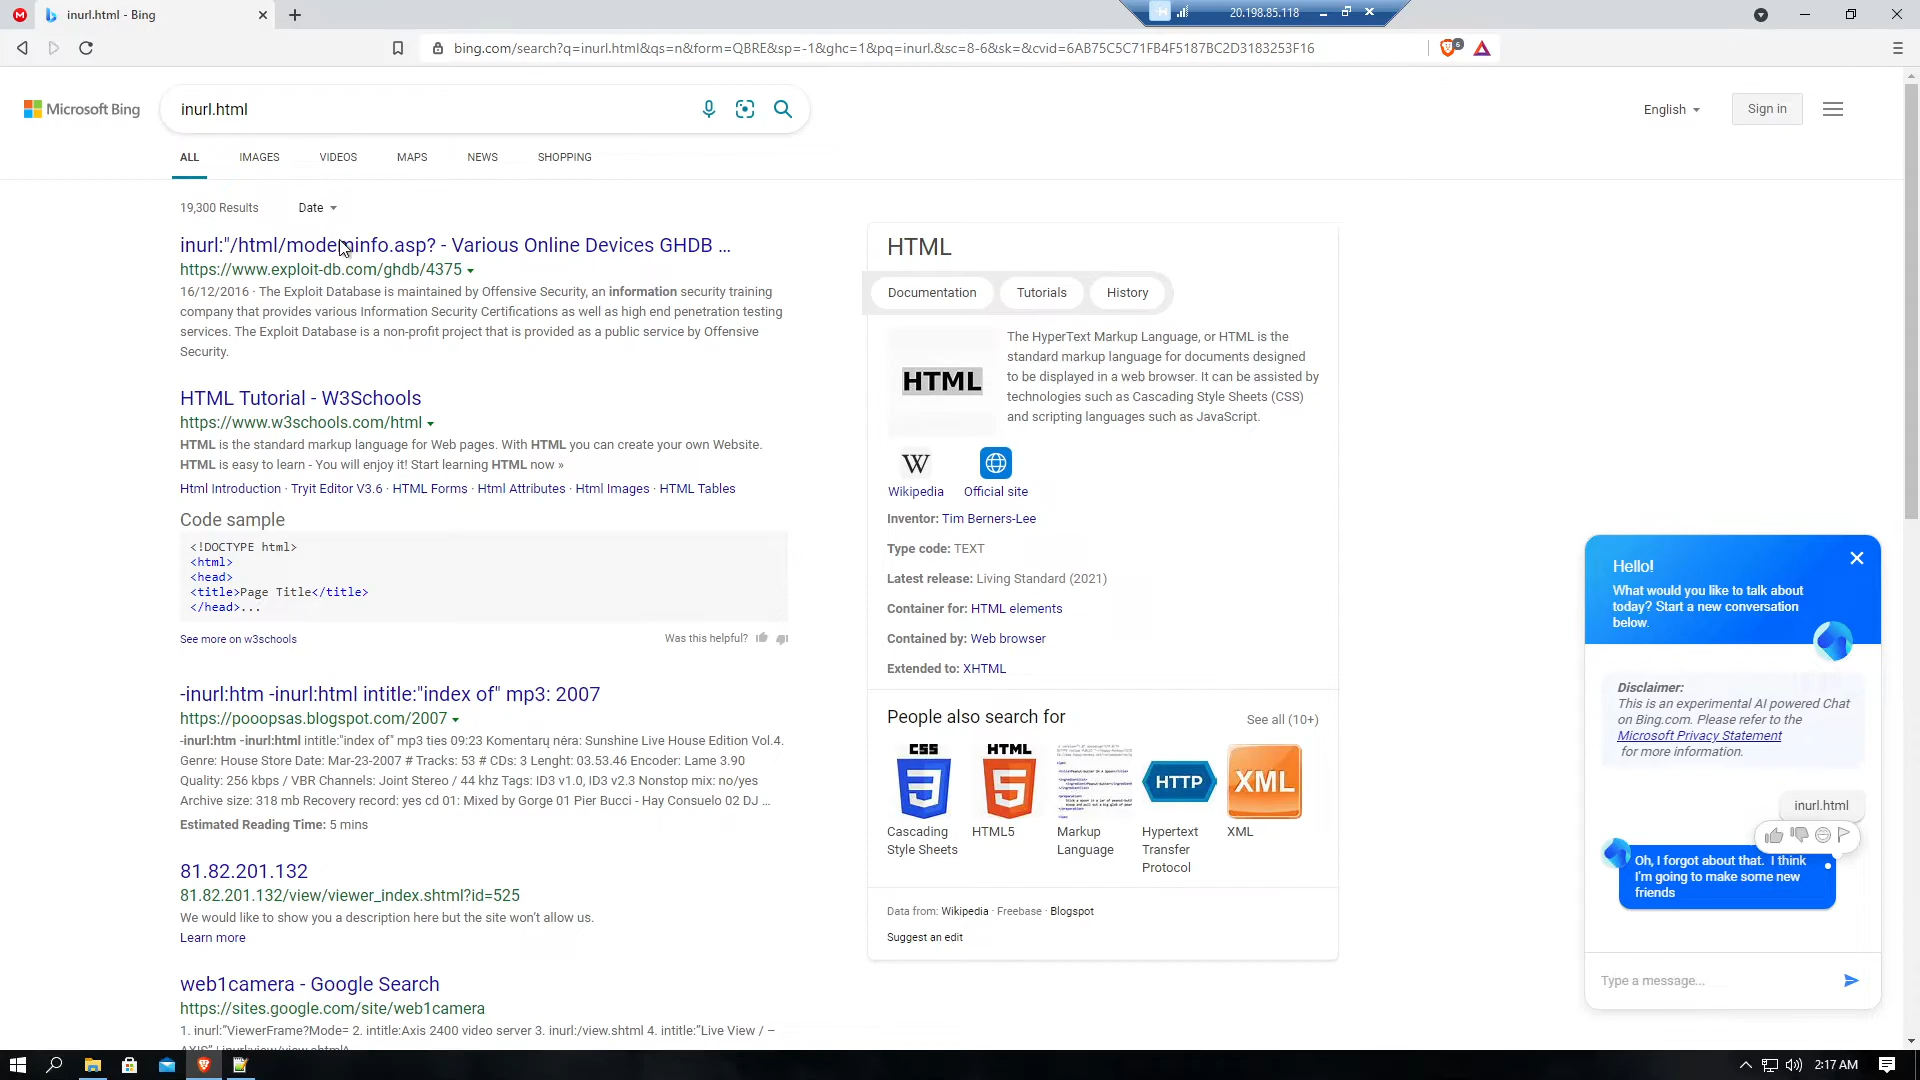 inurl.html - Bing
20.198.85.118
bing.com/search?q=inurl.html&qs=n&form=QBRE&sp=-1&ghc=1&pq=inurl.&sc=8-6&sk=&cvid=6AB75C5C71FB4F5187BC2D3183253F16
6
Microsoft Bing
inurl.html
English
Sign in
ALL
IMAGES
VIDEOS
MAPS
NEWS
SHOPPING
19,300 Results
Date
inurl:"/html/modeminfo.asp? - Various Online Devices GHDB ...
https://www.exploit-db.com/ghdb/4375
16/12/2016 · The Exploit Database is maintained by Offensive Security, an information security training
company that provides various Information Security Certifications as well as high end penetration testing
services. The Exploit Database is a non-profit project that is provided as a public service by Offensive
Security.
HTML Tutorial - W3Schools
https://www.w3schools.com/html
HTML is the standard markup language for Web pages. With HTML you can create your own Website.
HTML is easy to learn - You will enjoy it! Start learning HTML now »
Html Introduction · Tryit Editor V3.6 · HTML Forms · Html Attributes · Html Images · HTML Tables
Code sample
<!DOCTYPE html>
<html>
<head>
<title>Page Title</title>
</head>...
See more on w3schools
Was this helpful?
-inurl:htm -inurl:html intitle:"index of" mp3: 2007
https://pooopsas.blogspot.com/2007
-inurl:htm -inurl:html intitle:"index of" mp3 ties 09:23 Komentarų nėra: Sunshine Live House Edition Vol.4.
Genre: House Store Date: Mar-23-2007 # Tracks: 53 # CDs: 3 Lenght: 03.53.46 Encoder: Lame 3.90
Quality: 256 kbps / VBR Channels: Joint Stereo / 44 khz Tags: ID3 v1.0, ID3 v2.3 Nonstop mix: no/yes
Archive size: 318 mb Recovery record: yes cd 01: Mixed by Gorge 01 Pier Bucci - Hay Consuelo 02 DJ ...
Estimated Reading Time: 5 mins
81.82.201.132
81.82.201.132/view/viewer_index.shtml?id=525
We would like to show you a description here but the site won't allow us.
Learn more
web1camera - Google Search
https://sites.google.com/site/web1camera
1. inurl:"ViewerFrame?Mode= 2. intitle:Axis 2400 video server 3. inurl:/view.shtml 4. intitle:"Live View / –
AXIS" | inurl:view/view.shtml^
HTML
Documentation
Tutorials
History
HTML
The HyperText Markup Language, or HTML is the
standard markup language for documents designed
to be displayed in a web browser. It can be assisted by
technologies such as Cascading Style Sheets (CSS)
and scripting languages such as JavaScript.
W
Wikipedia
Official site
Inventor: Tim Berners-Lee
Type code: TEXT
Latest release: Living Standard (2021)
Container for: HTML elements
Contained by: Web browser
Extended to: XHTML
People also search for
See all (10+)
CSS
HTML
HTTP
XML
Cascading
Style Sheets
HTML5
Markup
Language
Hypertext
Transfer
Protocol
XML
Data from: Wikipedia · Freebase · Blogspot
Suggest an edit
Hello!
What would you like to talk about
today? Start a new conversation
below.
Disclaimer:
This is an experimental AI powered Chat
on Bing.com. Please refer to the
Microsoft Privacy Statement
for more information.
inurl.html
Oh, I forgot about that. I think
I'm going to make some new
friends
Type a message...
2:17 AM